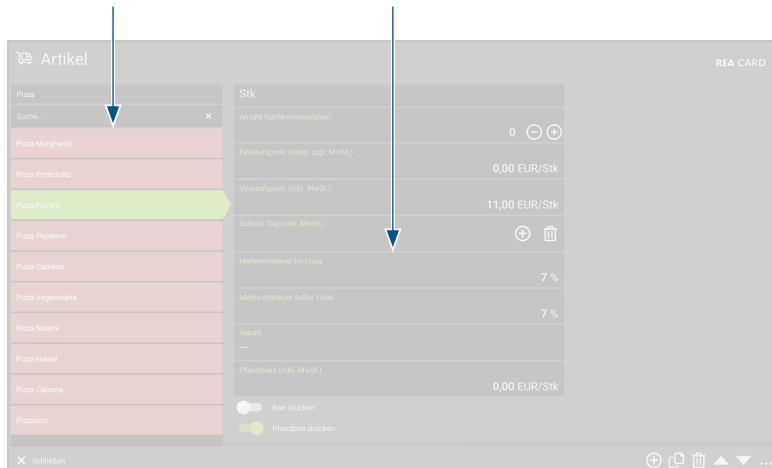 Artikel
REA CARD
Pizza
Suche...
Pizza Margherita
Pizza Prosciutto
Pizza Funghi
Pizza Peperoni
Pizza Caprese
Pizza Vegetariana
Pizza Salami
Pizza Hawai
Pizza Calzone
Pizzabrot
Stk
Anzahl Nachkommastellen
0
Einkaufspreis (netto, zzgl. MwSt.)
0,00 EUR/Stk
Verkaufspreis (inkl. MwSt.)
11,00 EUR/Stk
Schniss Tag (inkl. MwSt.)
Mehrwertsteuer Im Haus
7 %
Mehrwertsteuer Außer Haus
7 %
Rabatt
—
Pfandpreis (inkl. MwSt.)
0,00 EUR/Stk
Bon drucken
Pfandbon drucken
Schließen